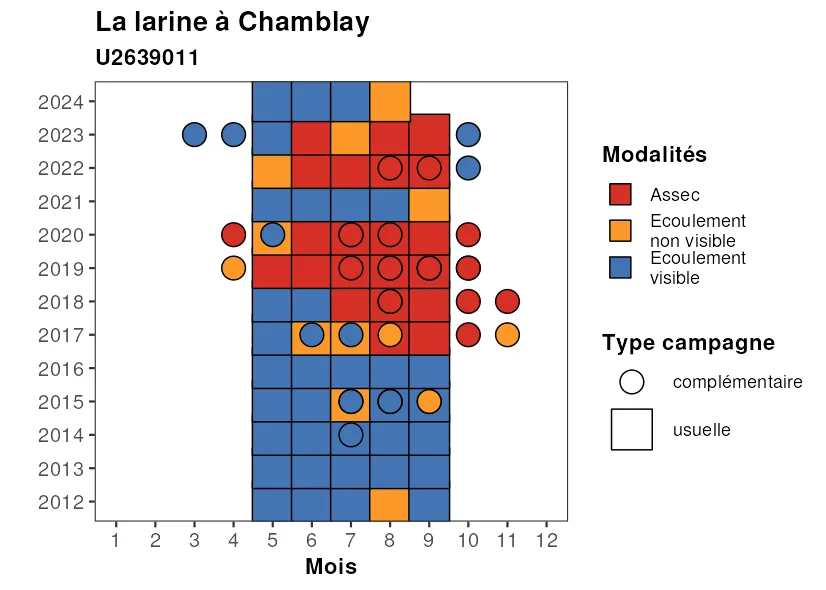 La larine à Chamblay
U2639011
2024
2023
2022
2021
2020
2019
2018
2017
2016
2015
2014
2013
2012
1 2 3 4 5 6 7 8 9 10 11 12
Mois
Modalités
Assec
Ecoulement
non visible
Ecoulement
visible
Type campagne
complémentaire
usuelle